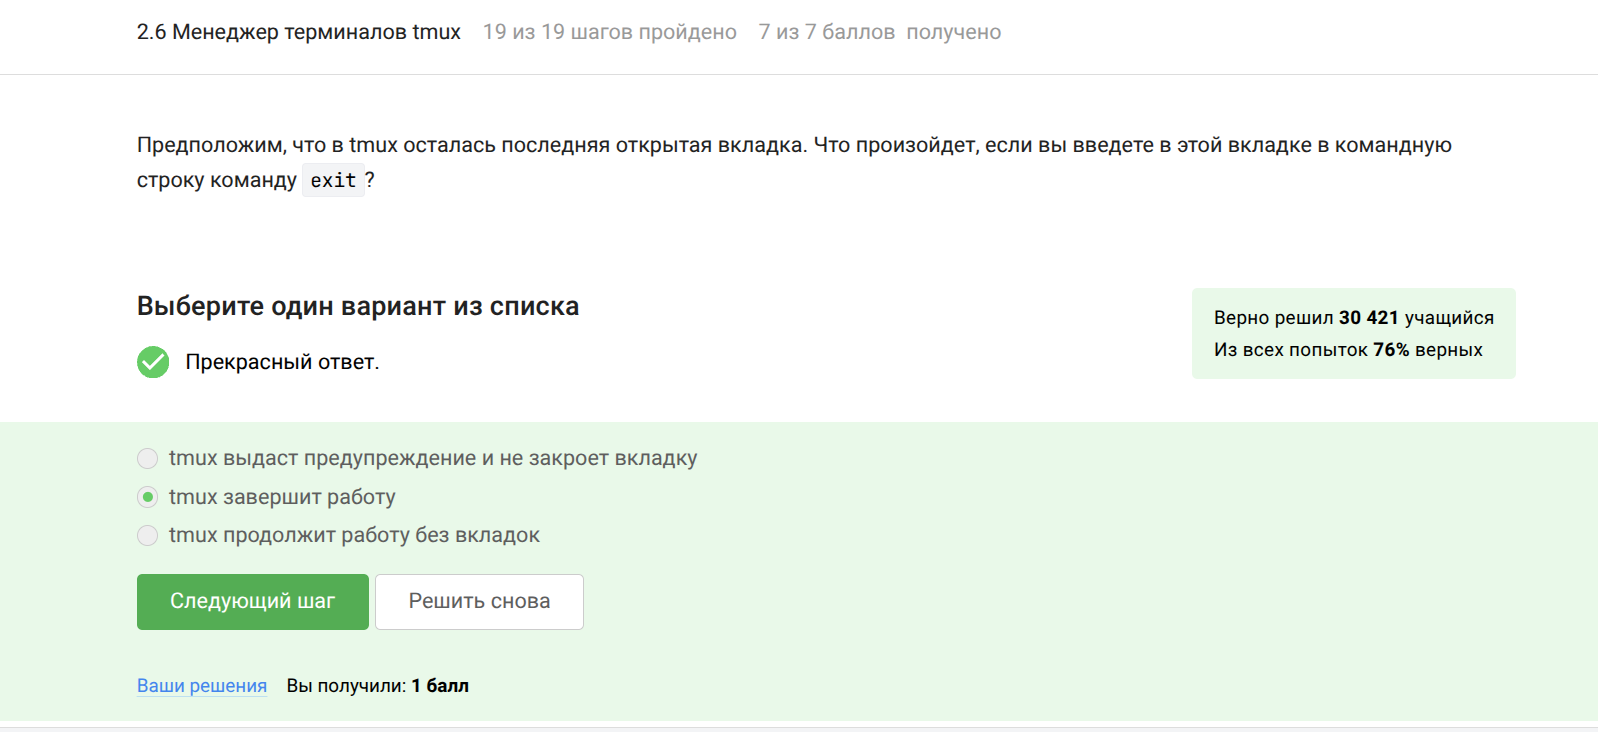 2.6 Менеджер терминалов tmux 19 из 19 шагов пройдено 7 из 7 баллов получено
Предположим, что в tmux осталась последняя открытая вкладка. Что произойдет, если вы введете в этой вкладке в командную
строку команду exit?
Выберите один вариант из списка
Прекрасный ответ.
Верно решил 30 421 учащийся
Из всех попыток 76% верных
tmux выдаст предупреждение и не закроет вкладку
tmux завершит работу
tmux продолжит работу без вкладок
Следующий шаг Решить снова
Ваши решения Вы получили: 1 балл